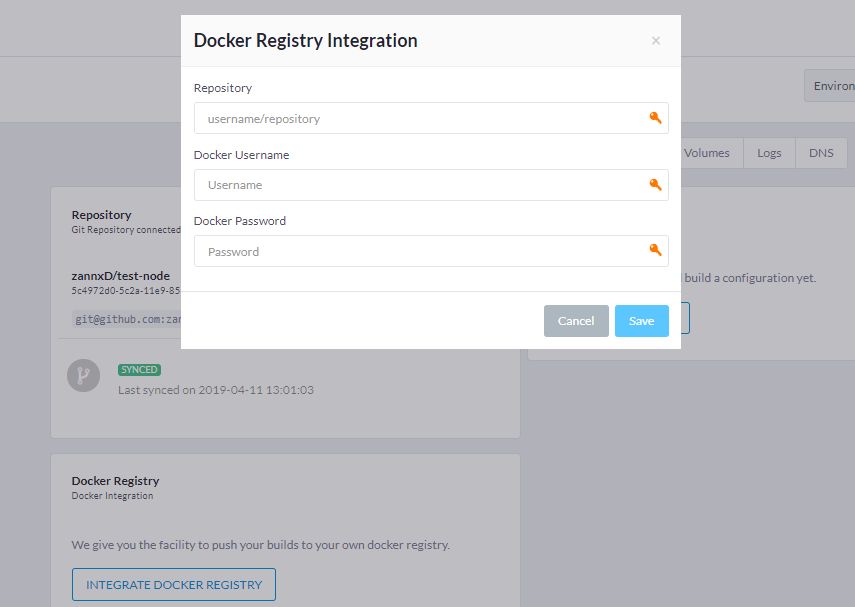 Docker Registry Integration
×
Repository
username/repository
Docker Username
Username
Docker Password
Password
Cancel
Save
Environ
Volumes
Logs
DNS
Repository
Git Repository connected
zannxD/test-node
5c4972d0-5c2a-11e9-85
git@github.com:zan
SYNCED
Last synced on 2019-04-11 13:01:03
build a configuration yet.
Docker Registry
Docker Integration
We give you the facility to push your builds to your own docker registry.
INTEGRATE DOCKER REGISTRY